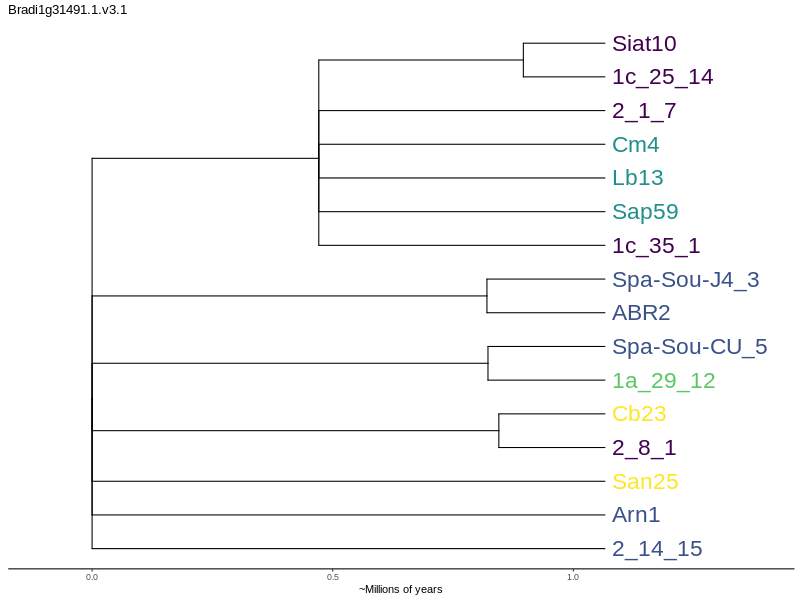 Bradi1g31491.1.v3.1
Siat10
1c_25_14
2_1_7
Cm4
Lb13
Sap59
1c_35_1
Spa-Sou-J4_3
ABR2
Spa-Sou-CU_5
1a_29_12
Cb23
2_8_1
San25
Arn1
2_14_15
0.0 0.5 1.0
~Millions of years